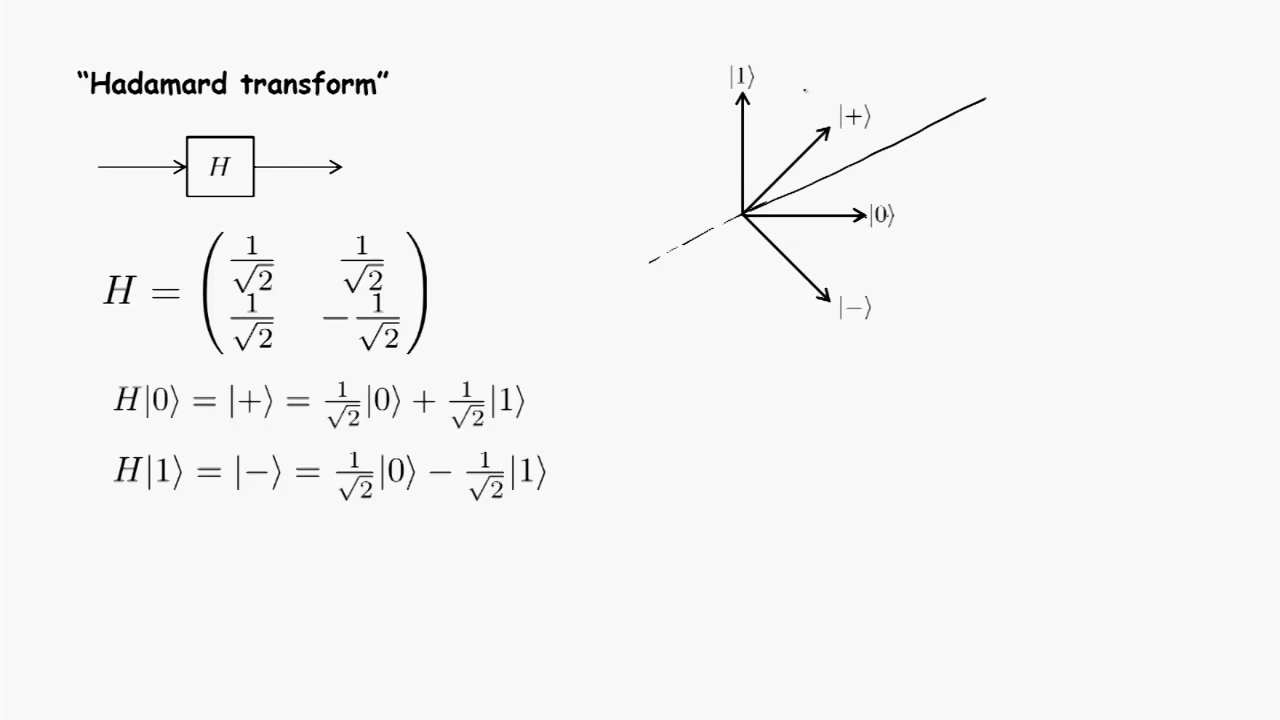 “Hadamard transform”
H
H = ( 1/√2 1/√2
1/√2 −1/√2 )
H|0⟩ = |+⟩ = 1/√2|0⟩ + 1/√2|1⟩
H|1⟩ = |−⟩ = 1/√2|0⟩ − 1/√2|1⟩
|1⟩
|+⟩
|0⟩
|−⟩